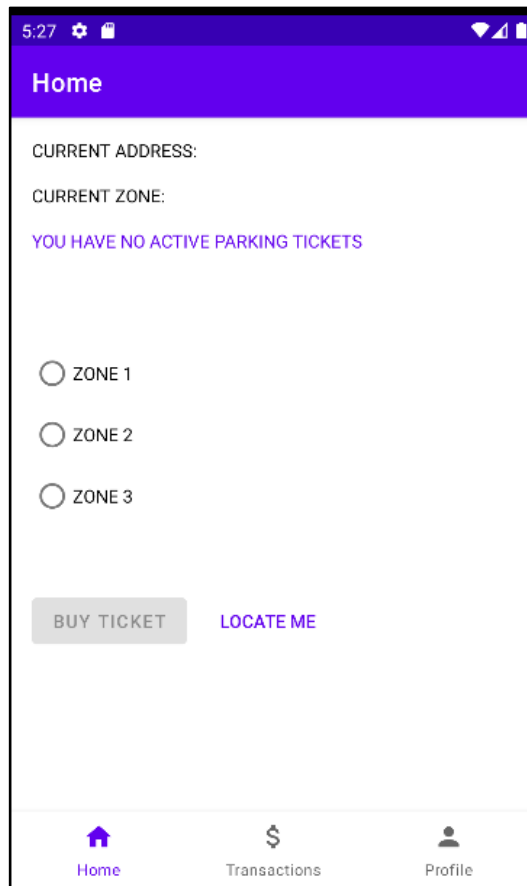 5:27
Home
CURRENT ADDRESS:
CURRENT ZONE:
YOU HAVE NO ACTIVE PARKING TICKETS
ZONE 1
ZONE 2
ZONE 3
BUY TICKET LOCATE ME
Home Transactions Profile